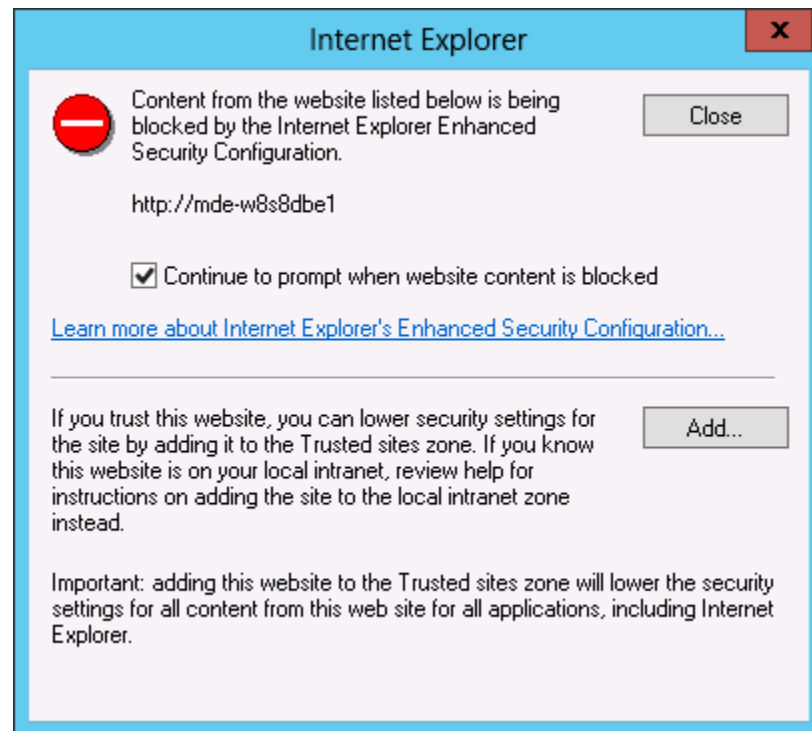 Internet Explorer
x
Content from the website listed below is being
blocked by the Internet Explorer Enhanced
Security Configuration.
Close
http://mde-w8s8dbe1
Continue to prompt when website content is blocked
Learn more about Internet Explorer's Enhanced Security Configuration...
If you trust this website, you can lower security settings for
the site by adding it to the Trusted sites zone. If you know
this website is on your local intranet, review help for
instructions on adding the site to the local intranet zone
instead.
Add...
Important: adding this website to the Trusted sites zone will lower the security
settings for all content from this web site for all applications, including Internet
Explorer.